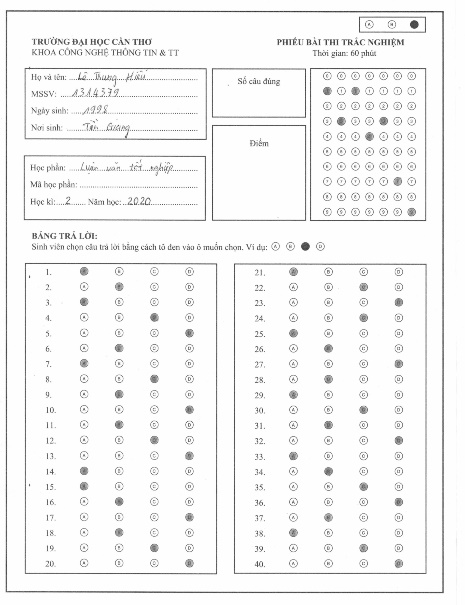 A B
TRƯỜNG ĐẠI HỌC CẦN THƠ
KHOA CÔNG NGHỆ THÔNG TIN & TT
PHIẾU BÀI THI TRẮC NGHIỆM
Thời gian: 60 phút
Họ và tên: Lê Trung Hiếu
MSSV: 1314379
Ngày sinh: 1998
Nơi sinh: Tiền Giang
Số câu đúng
Điểm
Học phần: Luận văn tốt nghiệp
Mã học phần:
Học kì: 2 Năm học: 2020
BẢNG TRẢ LỜI:
Sinh viên chọn câu trả lời bằng cách tô đen vào ô muốn chọn. Ví dụ: A B D
1. B C D
2. A C D
3. B C D
4. A B D
5. A B C
6. A C D
7. B C D
8. A B D
9. A C D
10. A B C
11. A C D
12. A B D
13. A B C
14. B C D
15. B C D
16. A C D
17. A B C
18. A C D
19. A B D
20. A B C
21. B C D
22. A B D
23. A B C
24. A B D
25. B C D
26. A C D
27. A B C
28. A C D
29. B C D
30. A B D
31. A C D
32. A B C
33. B C D
34. A C D
35. A B D
36. A B C
37. A C D
38. B C D
39. A B D
40. A B C